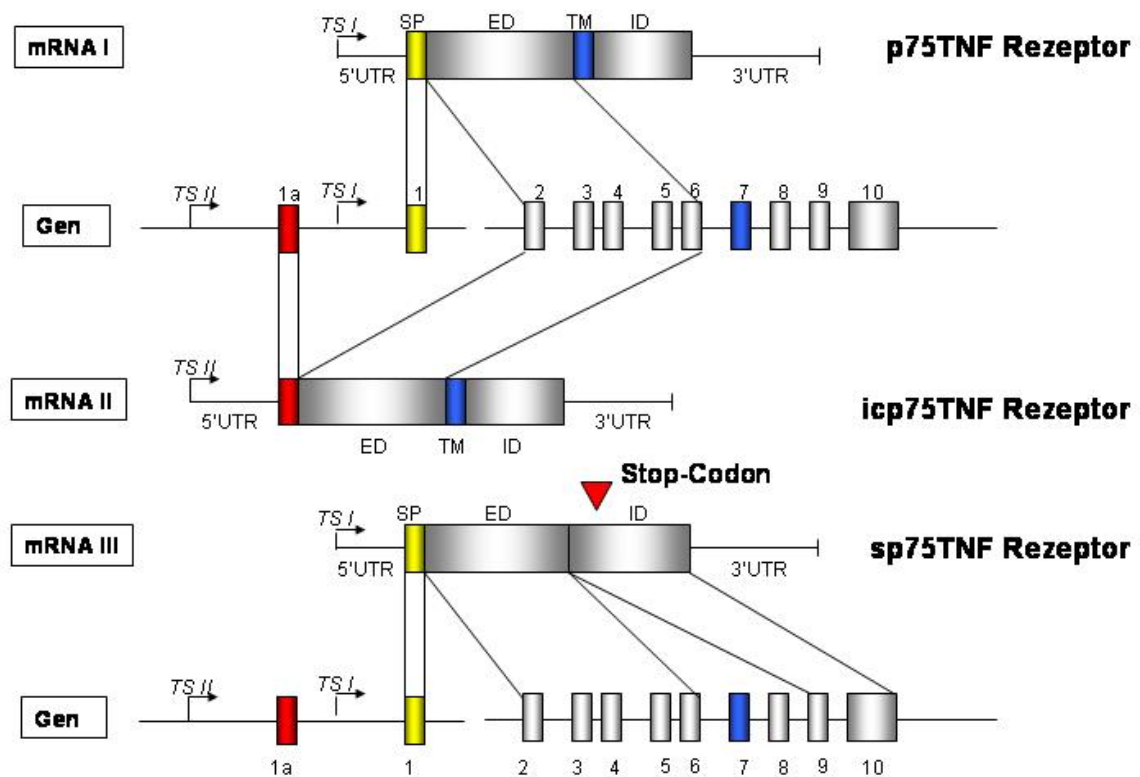 TS I SP ED TM ID
mRNA I p75TNF Rezeptor
5'UTR 3'UTR
TS II 1a TS I 1 2 3 4 5 6 7 8 9 10
Gen
TS II
mRNA II icp75TNF Rezeptor
5'UTR 3'UTR
ED TM ID
Stop-Codon
TS I SP ED ID
mRNA III sp75TNF Rezeptor
5'UTR 3'UTR
TS II TS I
Gen
1a 1 2 3 4 5 6 7 8 9 10